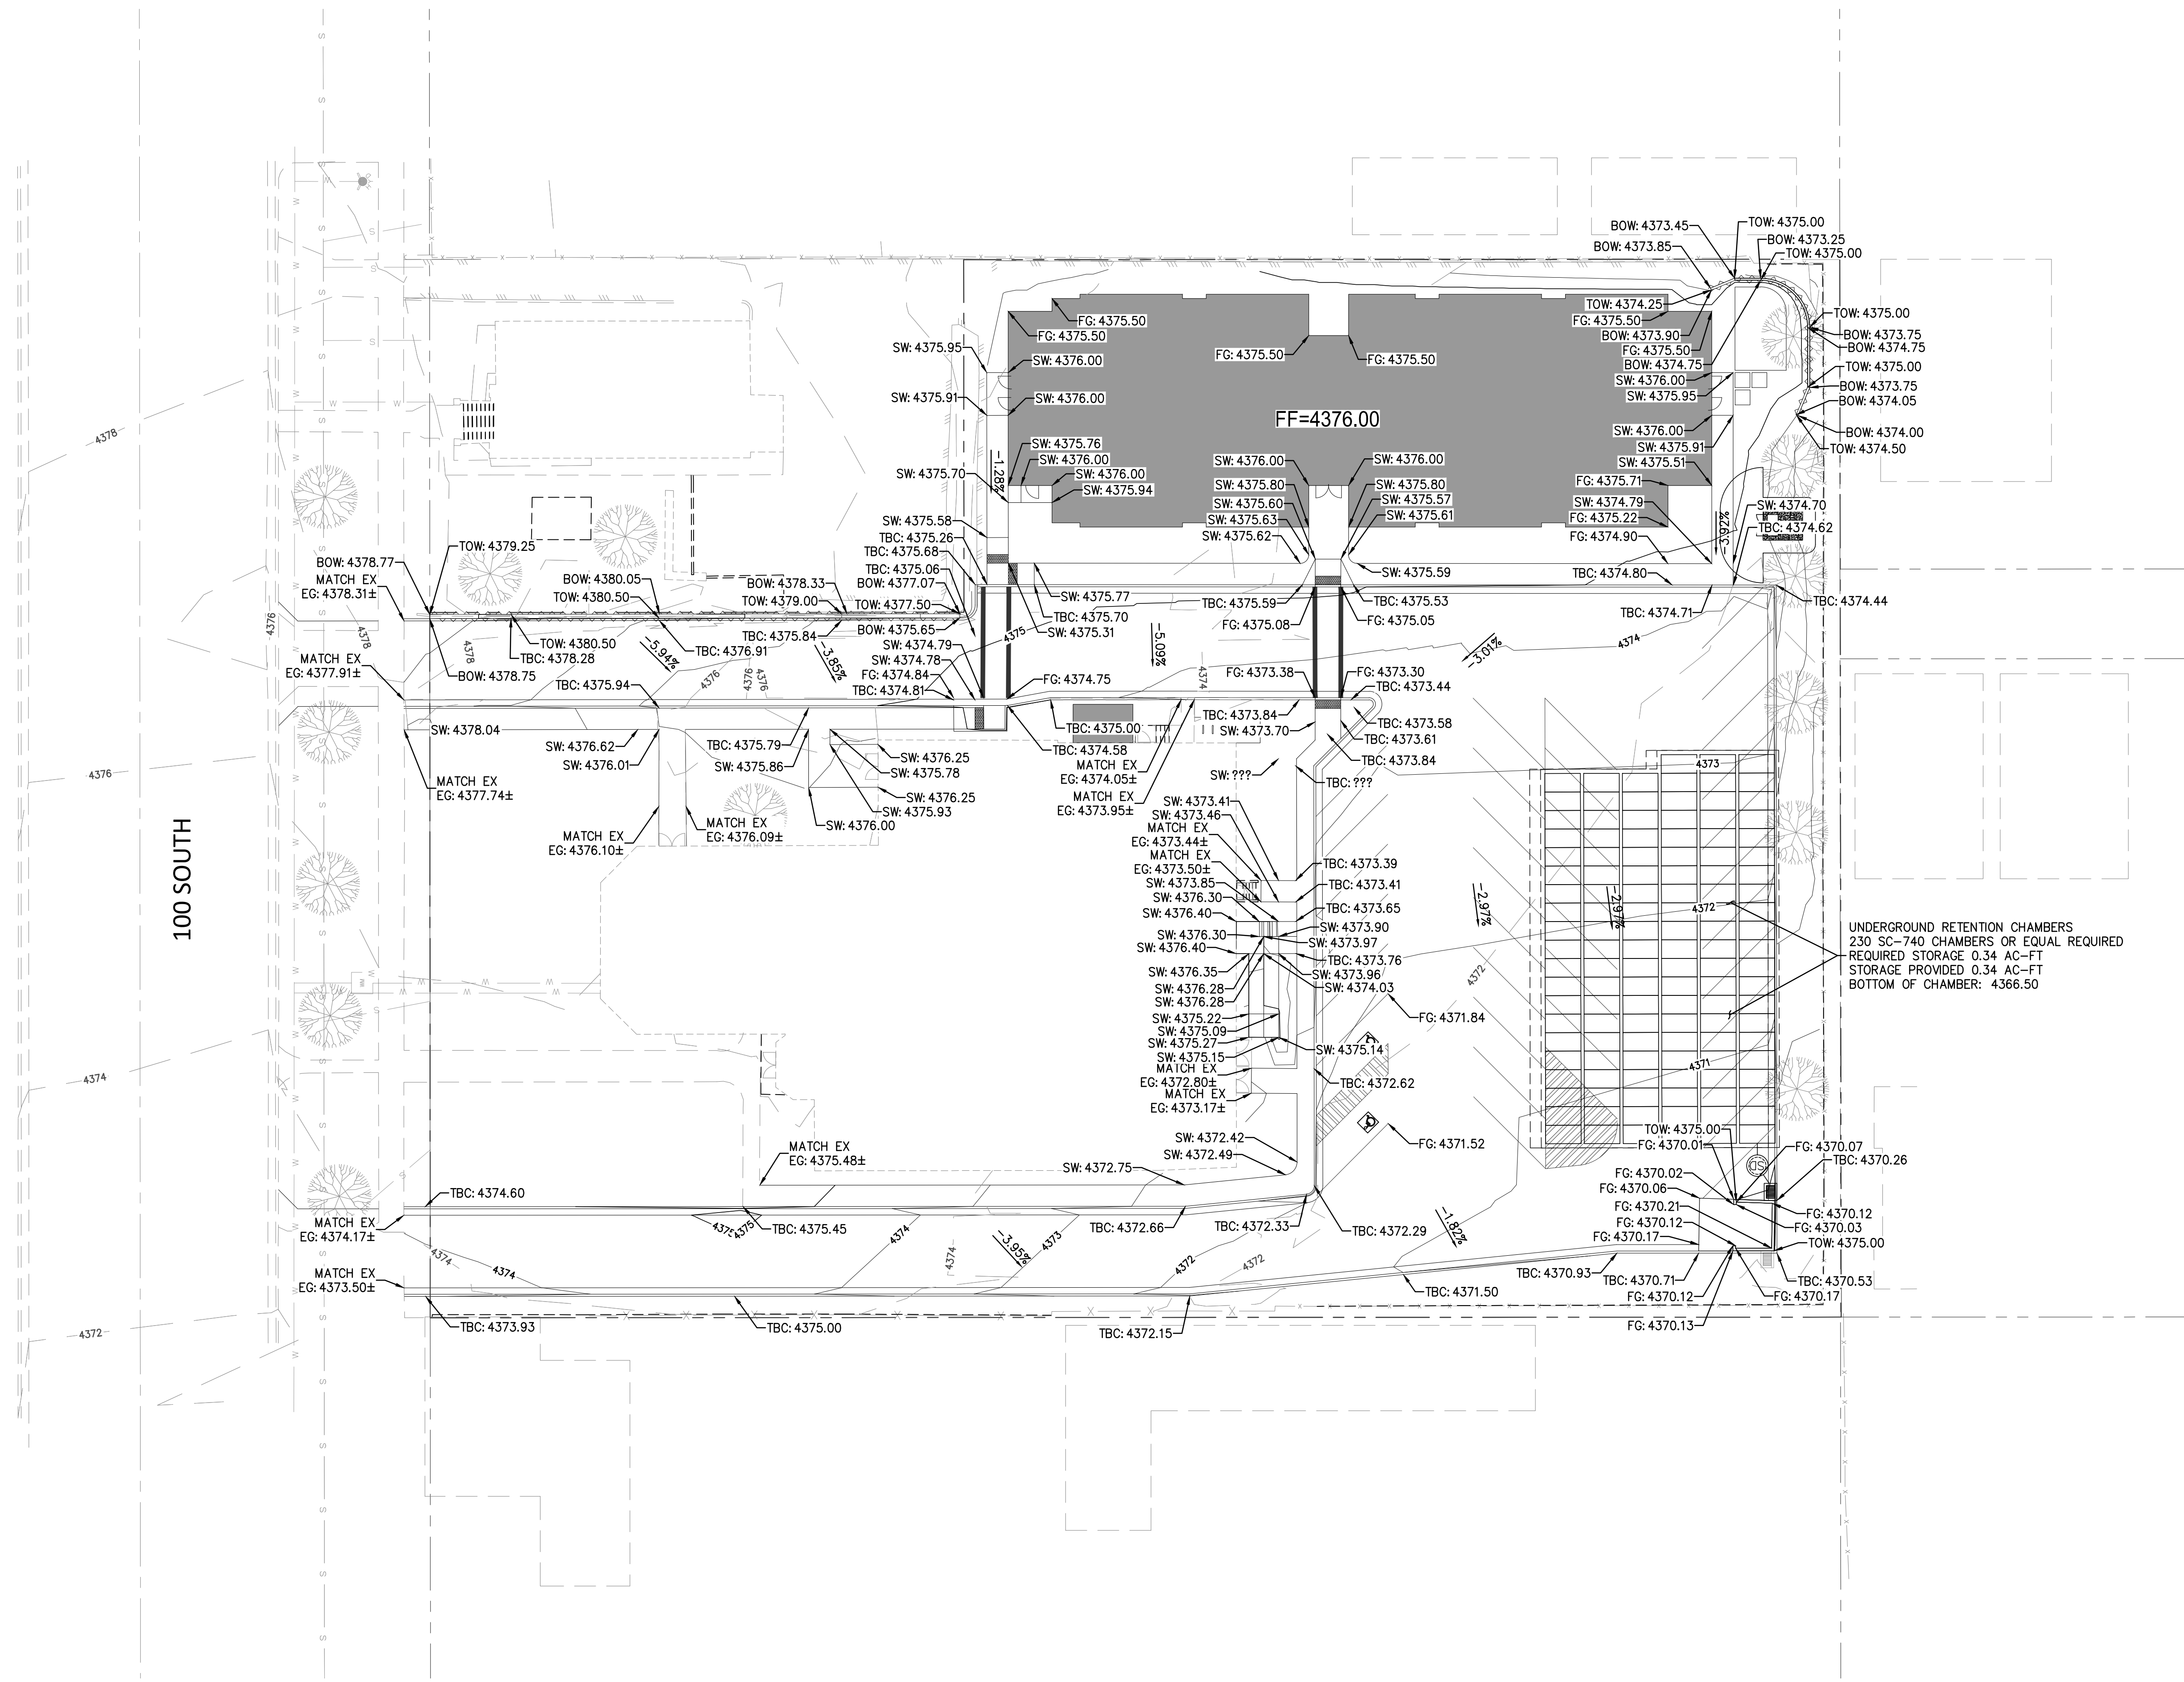 BOW: 4373.45
TOW: 4375.00
BOW: 4373.85
BOW: 4373.25
TOW: 4375.00
TOW: 4374.25
FG: 4375.50
FG: 4375.50
TOW: 4375.00
FG: 4375.50
BOW: 4373.90
BOW: 4373.75
SW: 4375.95
FG: 4375.50
FG: 4375.50
FG: 4375.50
BOW: 4374.75
SW: 4376.00
BOW: 4374.75
TOW: 4375.00
SW: 4376.00
BOW: 4373.75
SW: 4375.91
SW: 4376.00
SW: 4375.95
BOW: 4374.05
FF=4376.00
SW: 4376.00
BOW: 4374.00
4378
SW: 4375.76
SW: 4375.91
TOW: 4374.50
SW: 4376.00
SW: 4376.00
SW: 4376.00
SW: 4375.51
SW: 4375.70
-1.28%
SW: 4376.00
FG: 4375.71
SW: 4375.94
SW: 4375.80
SW: 4375.80
SW: 4375.60
SW: 4375.57
SW: 4374.79
SW: 4374.70
SW: 4375.58
SW: 4375.63
SW: 4375.61
FG: 4375.22
TBC: 4374.62
TBC: 4375.26
SW: 4375.62
FG: 4374.90
-3.92%
TOW: 4379.25
TBC: 4375.68
BOW: 4378.77
TBC: 4375.06
SW: 4375.59
TBC: 4374.80
MATCH EX
EG: 4378.31±
BOW: 4380.05
BOW: 4378.33
BOW: 4377.07
TOW: 4380.50
TOW: 4379.00
TOW: 4377.50
SW: 4375.77
TBC: 4375.59
TBC: 4375.53
TBC: 4374.44
TBC: 4375.70
TBC: 4374.71
4376
4378
BOW: 4375.65
SW: 4375.31
FG: 4375.08
FG: 4375.05
TBC: 4375.84
4375
TOW: 4380.50
4378
TBC: 4376.91
SW: 4374.79
-5.09%
4374
TBC: 4378.28
-5.94%
-3.85%
SW: 4374.78
-3.01%
MATCH EX
EG: 4377.91±
BOW: 4378.75
4376
4376
4376
FG: 4374.84
FG: 4374.75
4374
FG: 4373.38
FG: 4373.30
TBC: 4375.94
TBC: 4374.81
TBC: 4373.44
SW: 4378.04
TBC: 4375.00
TBC: 4373.84
TBC: 4373.58
SW: 4376.62
TBC: 4375.79
SW: 4373.70
TBC: 4373.61
SW: 4376.01
SW: 4375.86
SW: 4376.25
TBC: 4374.58
TBC: 4373.84
4376
SW: 4375.78
MATCH EX
EG: 4374.05±
SW: ???
TBC: ???
4373
MATCH EX
EG: 4377.74±
SW: 4376.25
SW: 4375.93
MATCH EX
EG: 4373.95±
SW: 4373.41
SW: 4376.00
SW: 4373.46
MATCH EX
EG: 4376.10±
MATCH EX
EG: 4376.09±
MATCH EX
EG: 4373.44±
MATCH EX
EG: 4373.50±
TBC: 4373.39
SW: 4373.85
TBC: 4373.41
SW: 4376.30
-2.97%
-2.97%
4372
SW: 4376.40
TBC: 4373.65
100 SOUTH
SW: 4376.30
SW: 4373.90
UNDERGROUND RETENTION CHAMBERS
230 SC-740 CHAMBERS OR EQUAL REQUIRED
REQUIRED STORAGE 0.34 AC-FT
STORAGE PROVIDED 0.34 AC-FT
BOTTOM OF CHAMBER: 4366.50
SW: 4376.40
SW: 4373.97
TBC: 4373.76
SW: 4376.35
SW: 4373.96
4372
SW: 4376.28
SW: 4374.03
SW: 4376.28
SW: 4375.22
FG: 4371.84
SW: 4375.09
SW: 4375.27
SW: 4375.14
SW: 4375.15
4371
MATCH EX
EG: 4372.80±
4374
TBC: 4372.62
MATCH EX
EG: 4373.17±
TOW: 4375.00
SW: 4372.42
FG: 4371.52
FG: 4370.01
FG: 4370.07
MATCH EX
EG: 4375.48±
SW: 4372.49
SD
TBC: 4370.26
SW: 4372.75
FG: 4370.02
TBC: 4374.60
FG: 4370.06
FG: 4370.21
FG: 4370.12
MATCH EX
EG: 4374.17±
4375
4375
TBC: 4375.45
4374
TBC: 4372.66
TBC: 4372.33
TBC: 4372.29
-1.82%
FG: 4370.12
FG: 4370.03
4374
4374
-3.95%
4373
FG: 4370.17
TOW: 4375.00
4374
4372
4372
MATCH EX
EG: 4373.50±
TBC: 4370.93
TBC: 4370.71
TBC: 4370.53
TBC: 4371.50
FG: 4370.12
FG: 4370.17
TBC: 4373.93
TBC: 4375.00
TBC: 4372.15
FG: 4370.13
4372